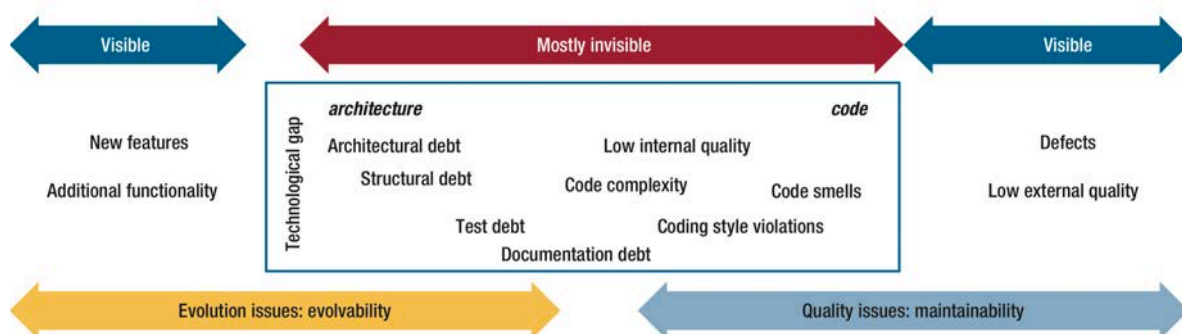 Visible
Mostly invisible
Visible
New features
Additional functionality
Technological gap
architecture
code
Architectural debt
Low internal quality
Structural debt
Code complexity
Code smells
Test debt
Coding style violations
Documentation debt
Defects
Low external quality
Evolution issues: evolvability
Quality issues: maintainability